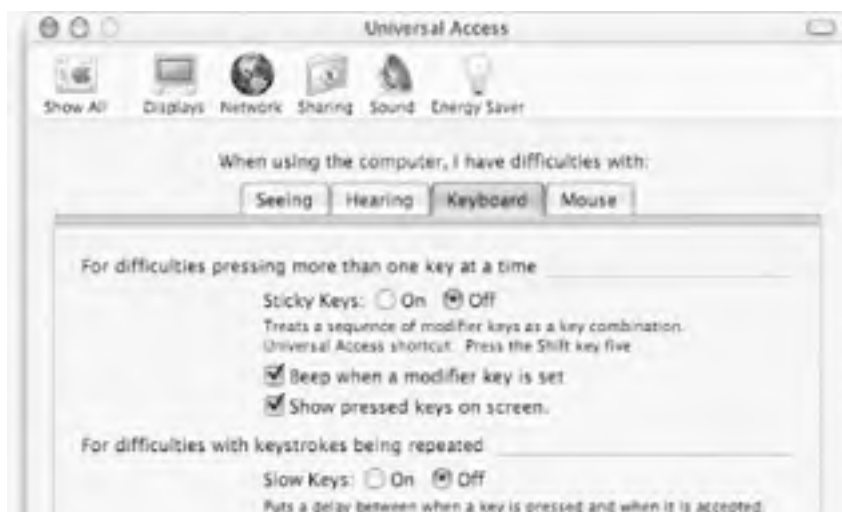 Universal Access
Show All Displays Network Sharing Sound Energy Saver
When using the computer, I have difficulties with:
Seeing Hearing Keyboard Mouse
For difficulties pressing more than one key at a time
Sticky Keys: On Off
Treats a sequence of modifier keys as a key combination.
Universal Access shortcut: Press the Shift key five
Beep when a modifier key is set
Show pressed keys on screen.
For difficulties with keystrokes being repeated
Slow Keys: On Off
Puts a delay between when a key is pressed and when it is accepted.